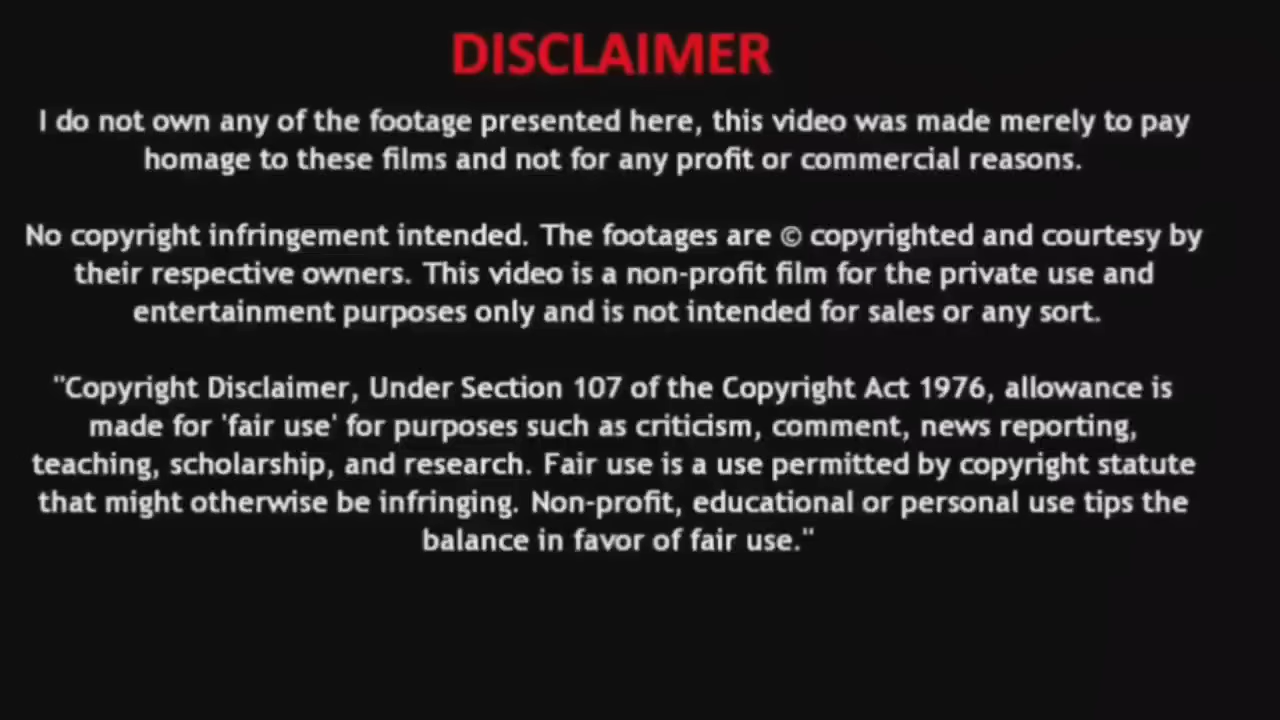 DISCLAIMER
I do not own any of the footage presented here, this video was made merely to pay
homage to these films and not for any profit or commercial reasons.
No copyright infringement intended. The footages are © copyrighted and courtesy by
their respective owners. This video is a non-profit film for the private use and
entertainment purposes only and is not intended for sales or any sort.
"Copyright Disclaimer, Under Section 107 of the Copyright Act 1976, allowance is
made for 'fair use' for purposes such as criticism, comment, news reporting,
teaching, scholarship, and research. Fair use is a use permitted by copyright statute
that might otherwise be infringing. Non-profit, educational or personal use tips the
balance in favor of fair use."